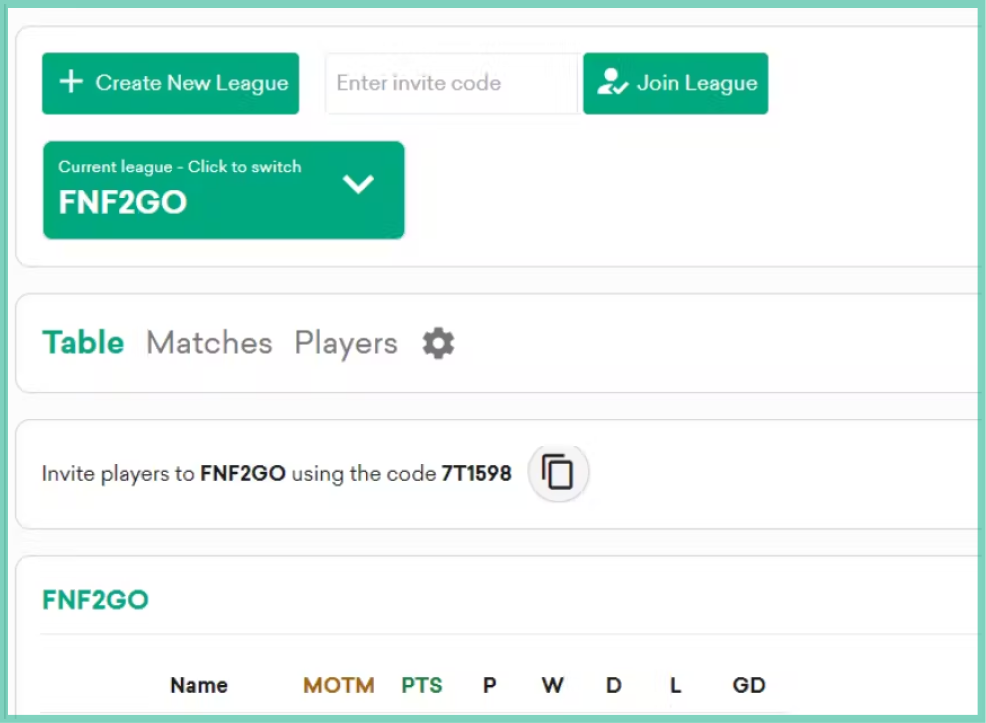 Create New League
Enter invite code
Join League
Current league - Click to switch
FNF2GO
Table Matches Players
Invite players to FNF2GO using the code 7T1598
FNF2GO
Name MOTM PTS P W D L GD